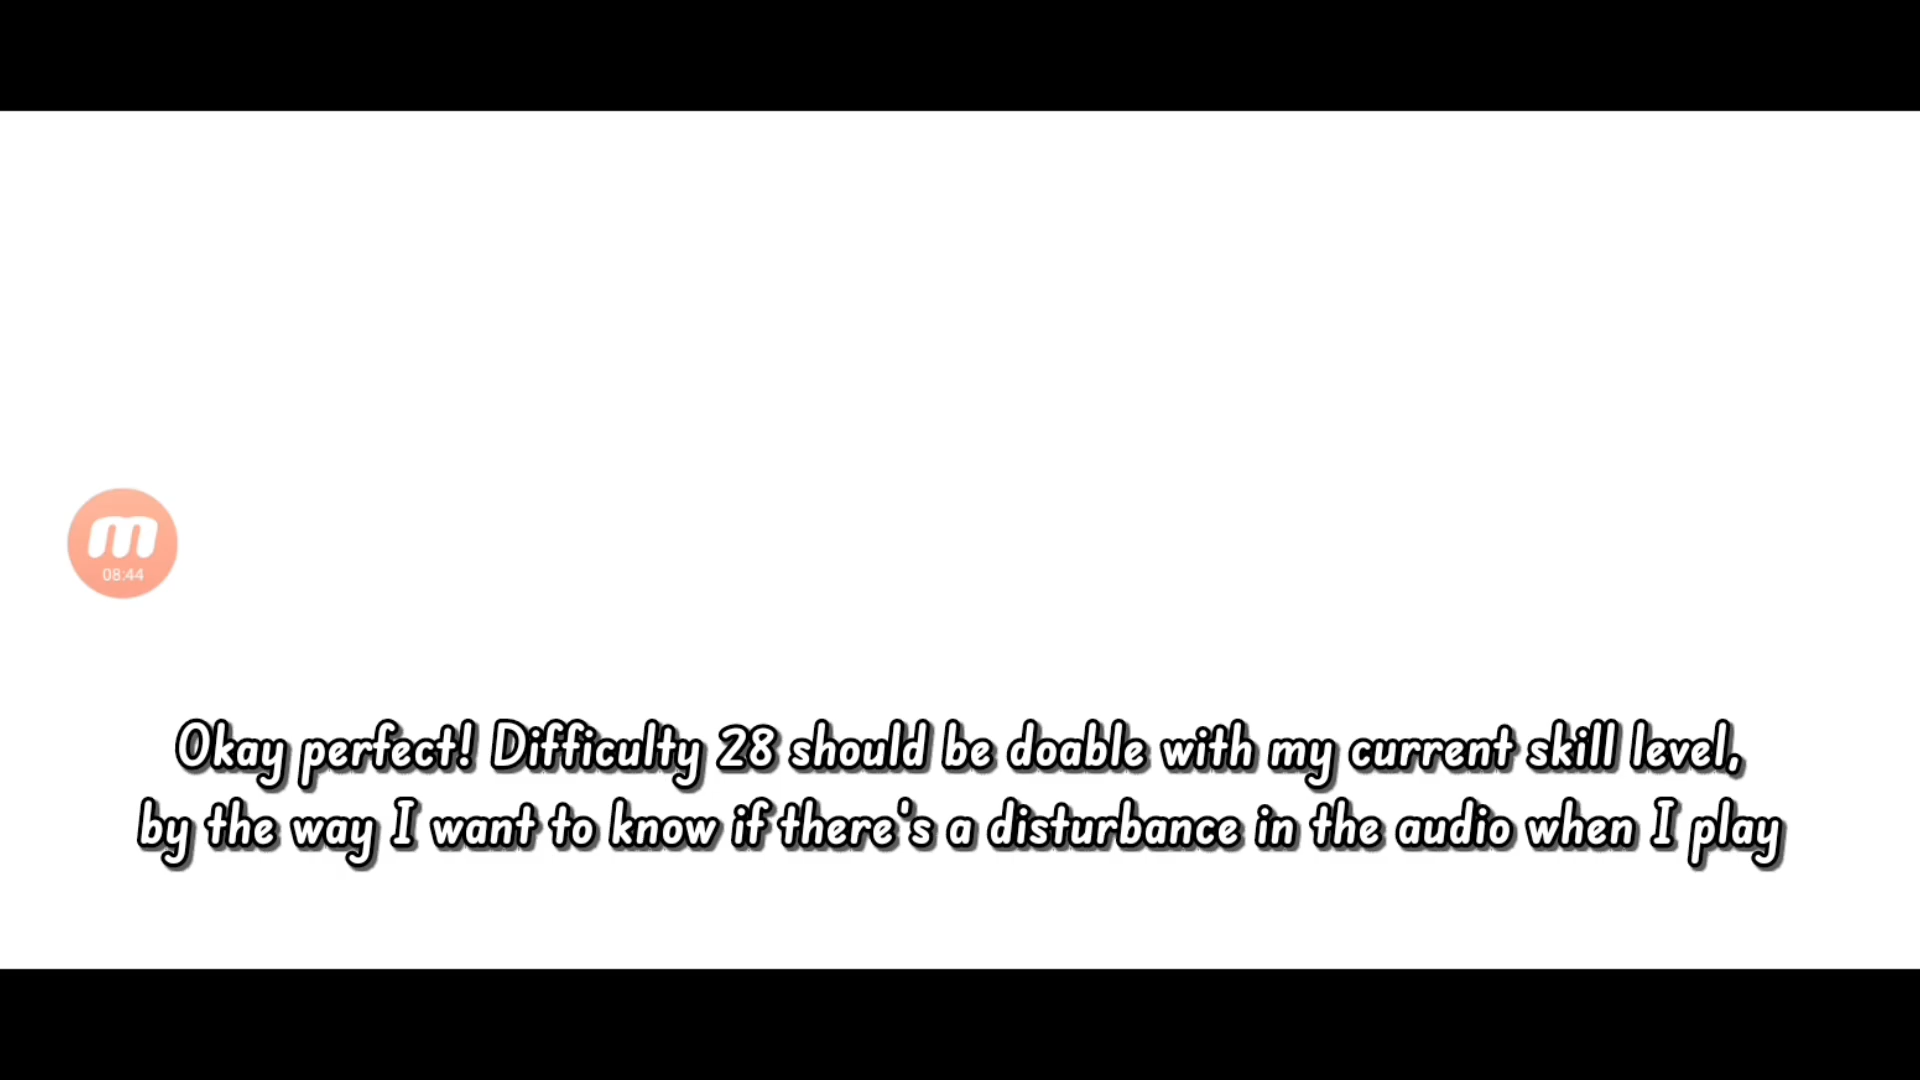 m
08:44
Okay perfect! Difficulty 28 should be doable with my current skill level,
by the way I want to know if there's a disturbance in the audio when I play